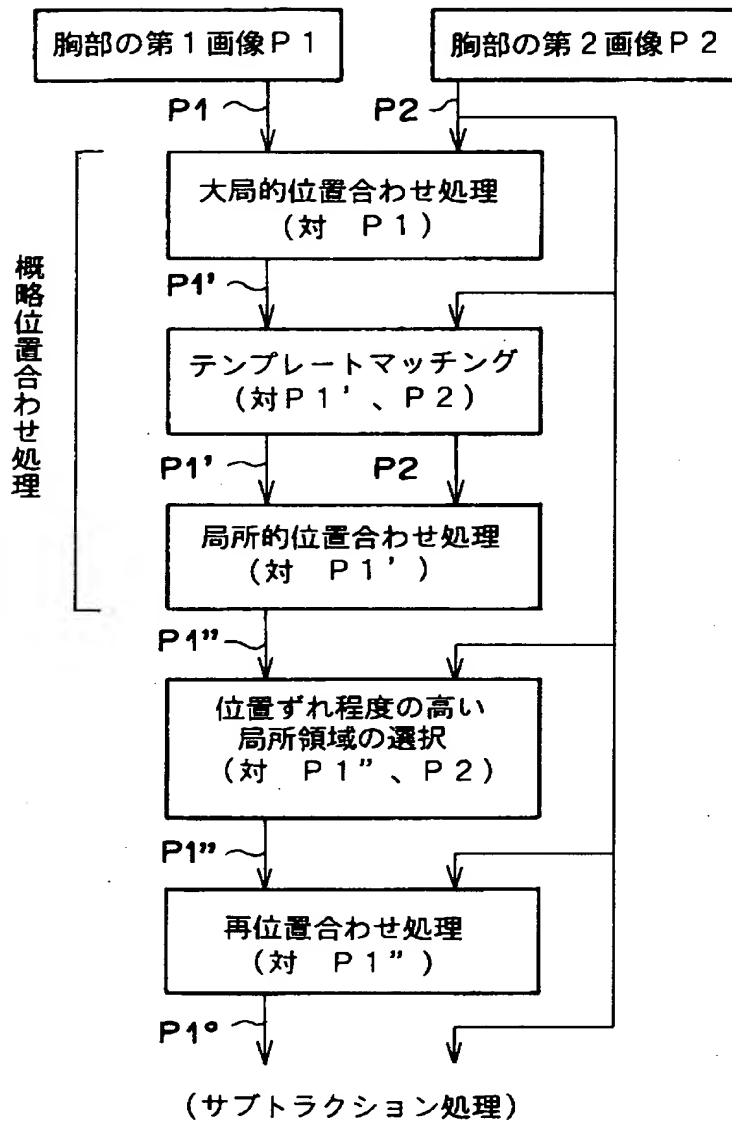 胸部の第1画像P1
胸部の第2画像P2
P1
P2
大局的位置合わせ処理
(対 P1)
概略位置合わせ処理
P1'
テンプレートマッチング
(対P1'、P2)
P1'
P2
局所的位置合わせ処理
(対 P1')
P1"
位置ずれ程度の高い
局所領域の選択
(対 P1"、P2)
P1"
再位置合わせ処理
(対 P1")
P1°
(サブトラクション処理)